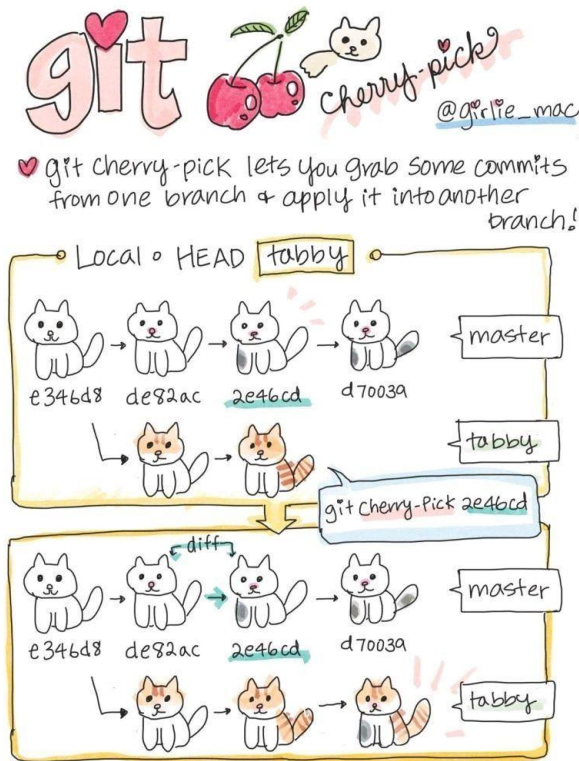 git
cherry-pick
@girlie_mac
git cherry-pick lets you grab some commits
from one branch & apply it into another
branch!
Local HEAD tabby
master
e346d8 de82ac 2e46cd d7003a
tabby
git cherry-pick 2e46cd
diff
master
e346d8 de82ac 2e46cd d7003a
tabby